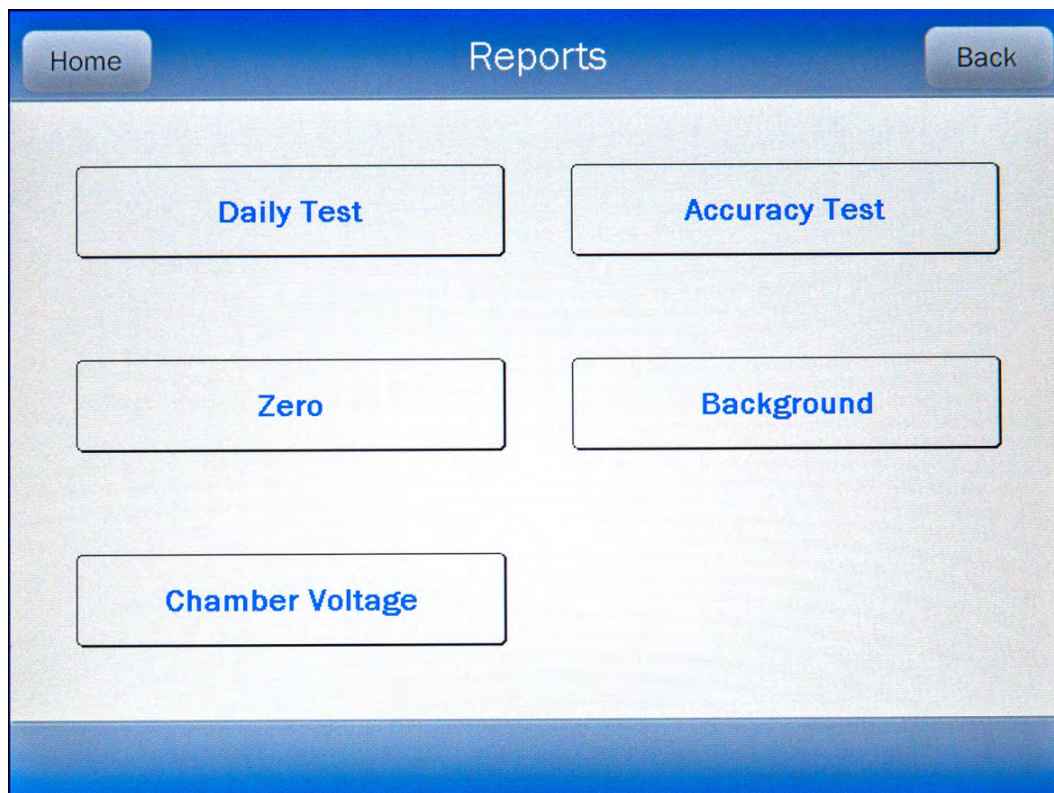 Home
Reports
Back
Daily Test
Accuracy Test
Zero
Background
Chamber Voltage